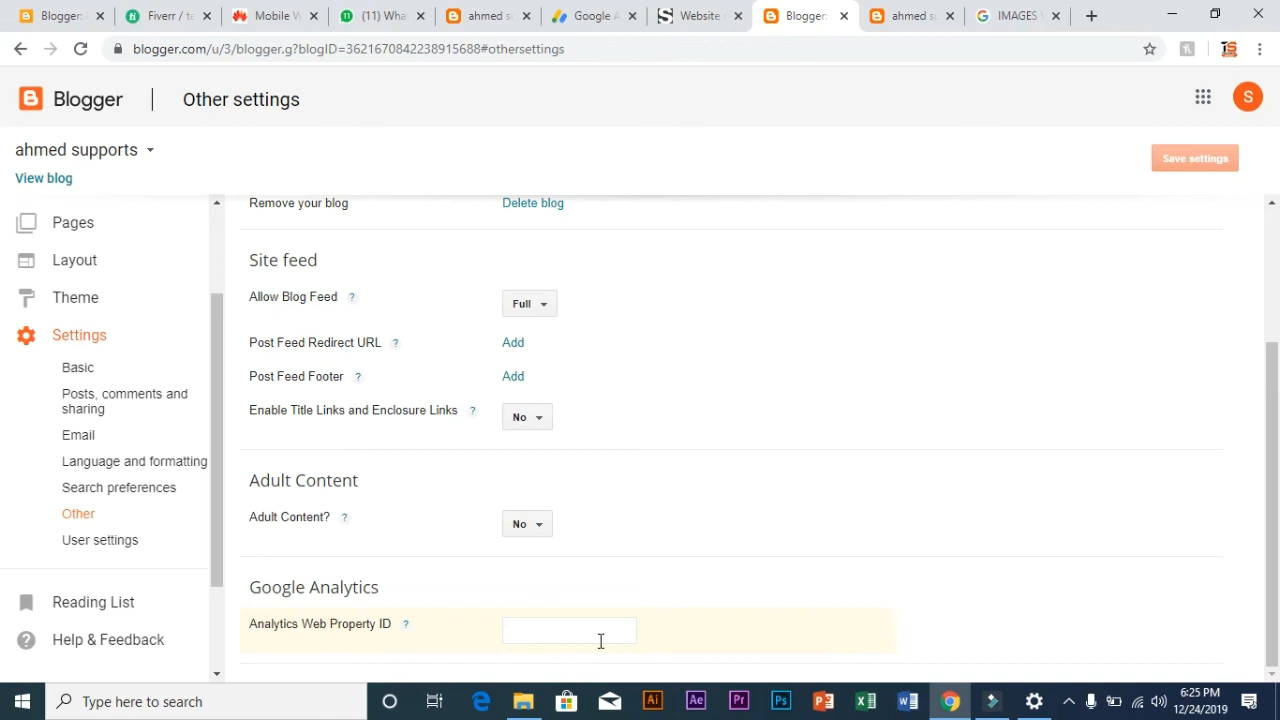 Blogger:
Fiverr / 
Mobile W
(11) Wha
ahmed s
Google A
Website
Blogger:
ahmed su
IMAGES V
blogger.com/u/3/blogger.g?blogID=3621670842238915688#othersettings
Blogger
Other settings
S
ahmed supports
Save settings
View blog
Pages
Layout
Theme
Settings
Basic
Posts, comments and
sharing
Email
Language and formatting
Search preferences
Other
User settings
Reading List
Help & Feedback
Remove your blog
Delete blog
Site feed
Allow Blog Feed ?
Full
Post Feed Redirect URL ?
Add
Post Feed Footer ?
Add
Enable Title Links and Enclosure Links ?
No
Adult Content
Adult Content? ?
No
Google Analytics
Analytics Web Property ID ?
Type here to search
6:25 PM
12/24/2019